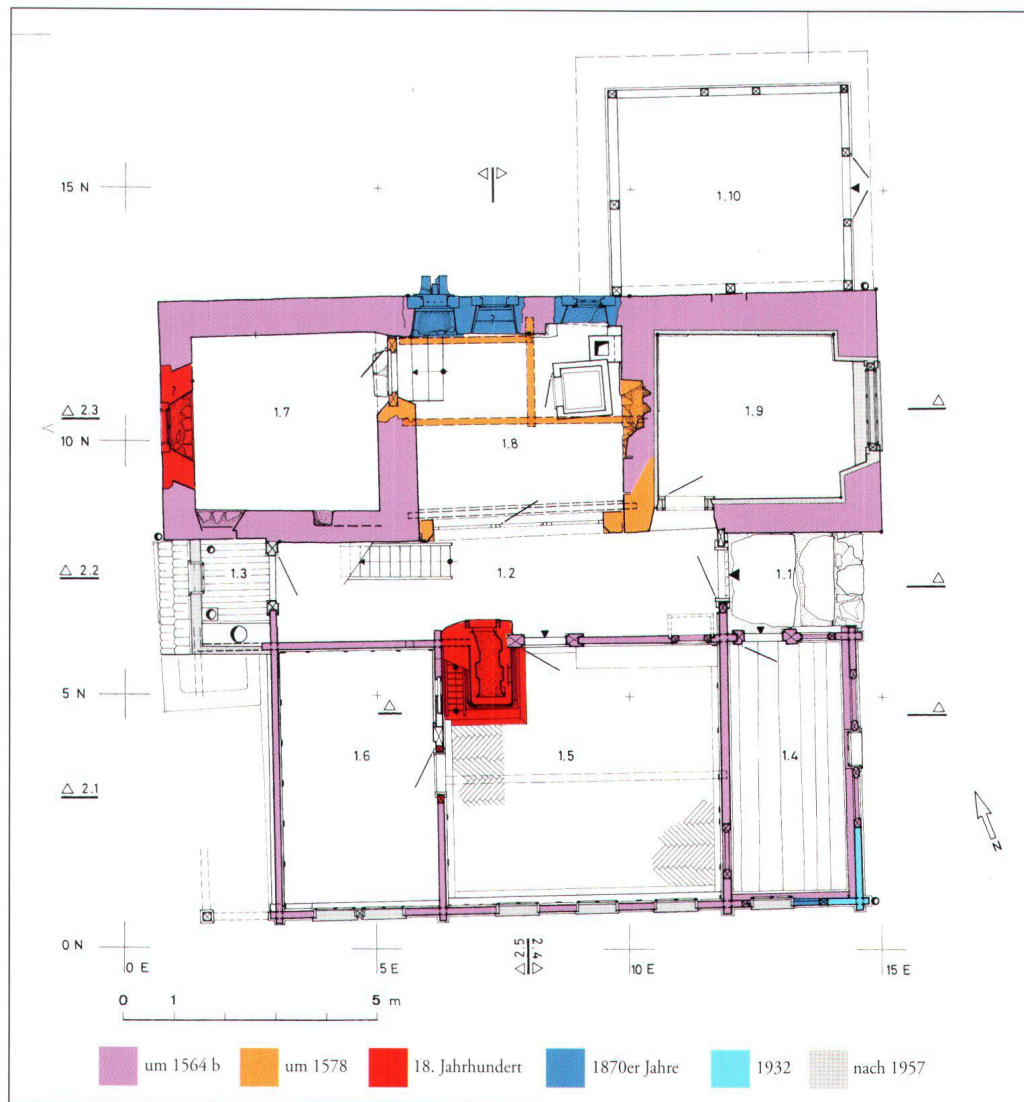 15 N
1.10
?
?
1.7
1.9
2.3
10 N
1.8
2.2
1.3
1.2
1.1
5 N
1.6
1.5
1.4
2.1
N
0 N
2.5
2.4
0 E
5 E
10 E
15 E
0 1 5 m
um 1564 b um 1578 18. Jahrhundert 1870er Jahre 1932 nach 1957